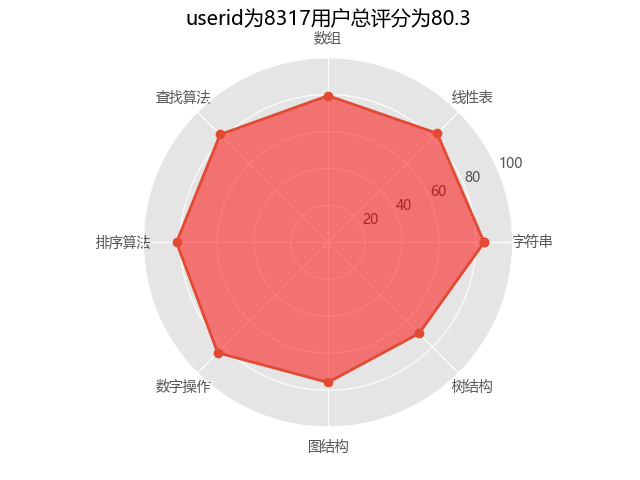 userid为8317用户总评分为80.3
数组
查找算法
线性表
100
80
60
40
20
排序算法
字符串
数字操作
树结构
图结构